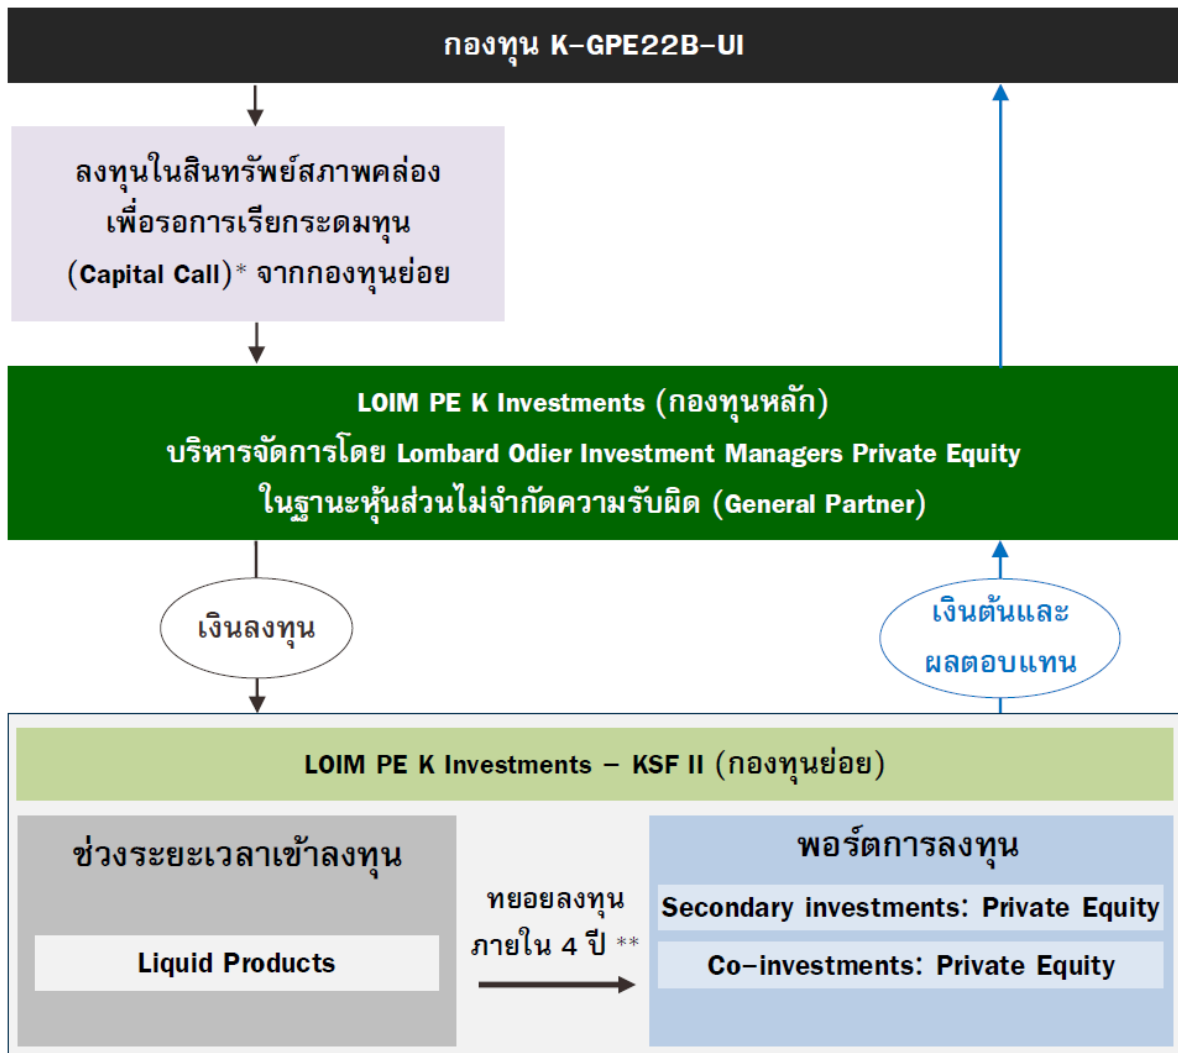 กองทุน K-GPE22B-UI
ลงทุนในสินทรัพย์สภาพคล่อง
เพื่อรอการเรียกระดมทุน
(Capital Call)* จากกองทุนย่อย
LOIM PE K Investments (กองทุนหลัก)
บริหารจัดการโดย Lombard Odier Investment Managers Private Equity
ในฐานะหุ้นส่วนไม่จำกัดความรับผิด (General Partner)
เงินลงทุน
เงินต้นและ
ผลตอบแทน
LOIM PE K Investments – KSF II (กองทุนย่อย)
ช่วงระยะเวลาเข้าลงทุน
Liquid Products
ทยอยลงทุน
ภายใน 4 ปี **
พอร์ตการลงทุน
Secondary investments: Private Equity
Co-investments: Private Equity